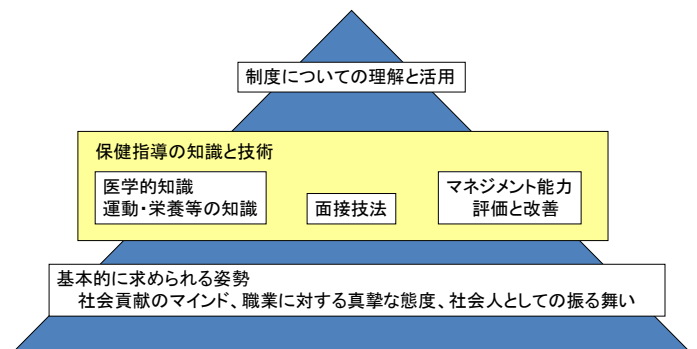 制度についての理解と活用
保健指導の知識と技術
医学的知識
運動・栄養等の知識
面接技法
マネジメント能力
評価と改善
基本的に求められる姿勢
社会貢献のマインド、職業に対する真摯な態度、社会人としての振る舞い